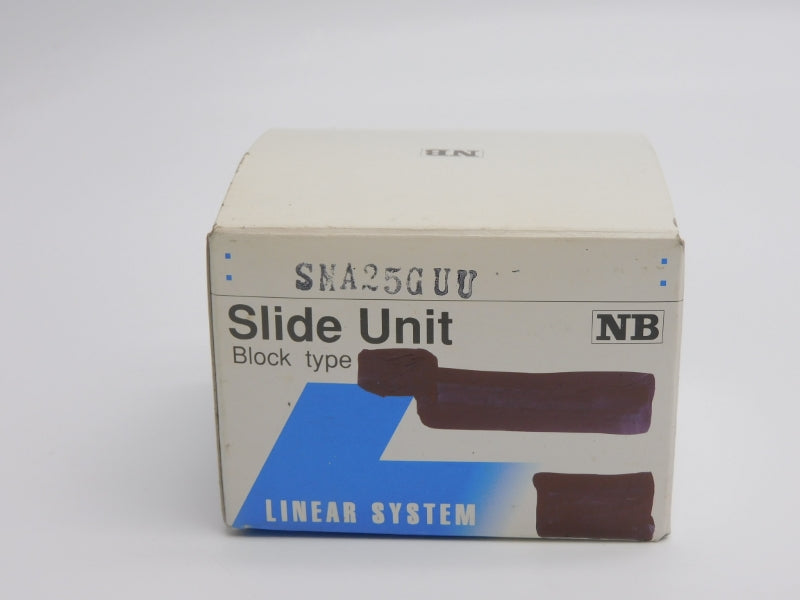 NB
SMA25GUU
Slide Unit
NB
Block type
LINEAR SYSTEM